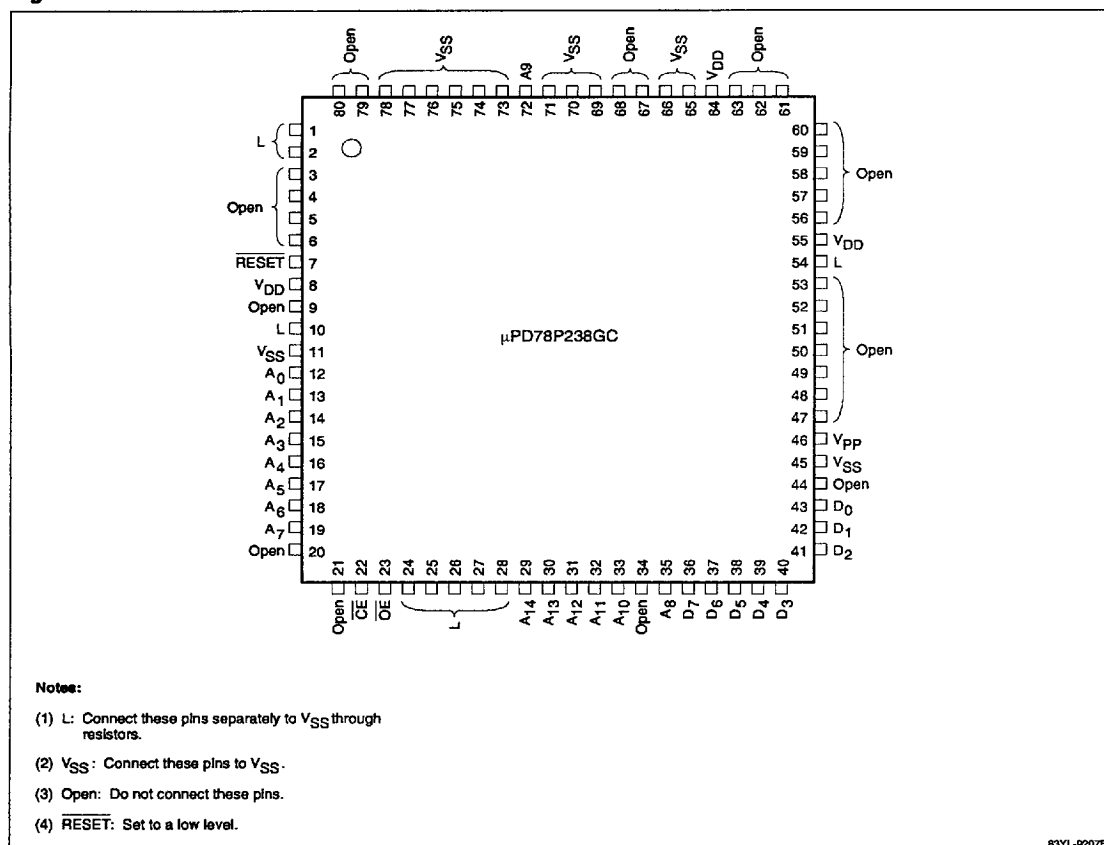 Open
VSS
A9
VSS
Open
VSS
VDD
Open
80 79 78 77 76 75 74 73 72 71 70 69 68 67 66 65 64 63 62 61
L
1
2
Open
3
4
5
6
RESET 7
VDD 8
Open 9
L 10
VSS 11
A0 12
A1 13
A2 14
A3 15
A4 16
A5 17
A6 18
A7 19
Open 20
μPD78P238GC
60
59
58
57
56
Open
55 VDD
54 L
53
52
51
50
49
48
47
Open
46 VPP
45 VSS
44 Open
43 D0
42 D1
41 D2
21 22 23 24 25 26 27 28 29 30 31 32 33 34 35 36 37 38 39 40
Open
CE
OE
L
A14
A13
A12
A11
A10
Open
A8
D7
D6
D5
D4
D3
Notes:
(1) L: Connect these pins separately to VSS through
resistors.
(2) VSS: Connect these pins to VSS.
(3) Open: Do not connect these pins.
(4) RESET: Set to a low level.